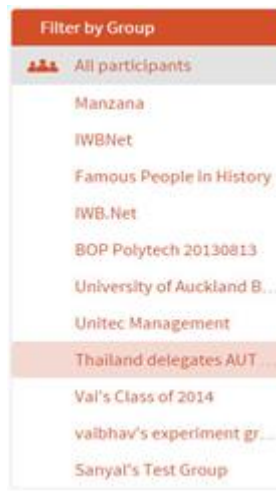 Filter by Group
All participants
Manzana
IWBNet
Famous People in History
IWB.Net
BOP Polytech 20130813
University of Auckland B...
Unitec Management
Thailand delegates AUT ...
Val's Class of 2014
vaibhav's experiment gr...
Sanyal's Test Group